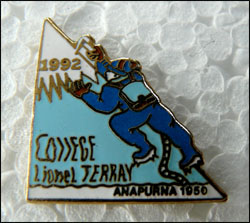 1992
COLLEGE
Lionel TERRAY
ANAPURNA 1950